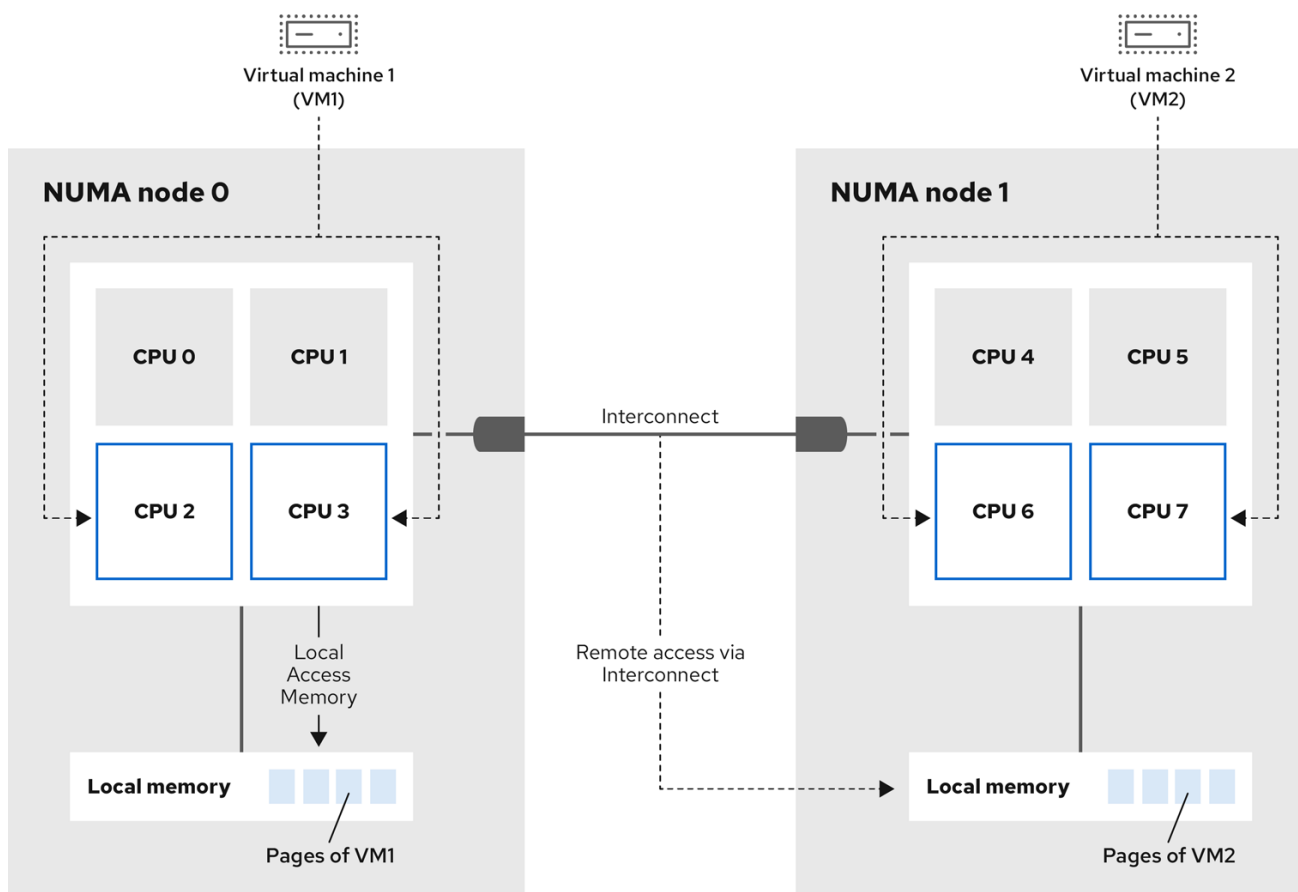 Virtual machine 1
(VM1)
Virtual machine 2
(VM2)
NUMA node 0
NUMA node 1
CPU 0
CPU 1
CPU 4
CPU 5
Interconnect
CPU 2
CPU 3
CPU 6
CPU 7
Local
Access
Memory
Remote access via
Interconnect
Local memory
Local memory
Pages of VM1
Pages of VM2